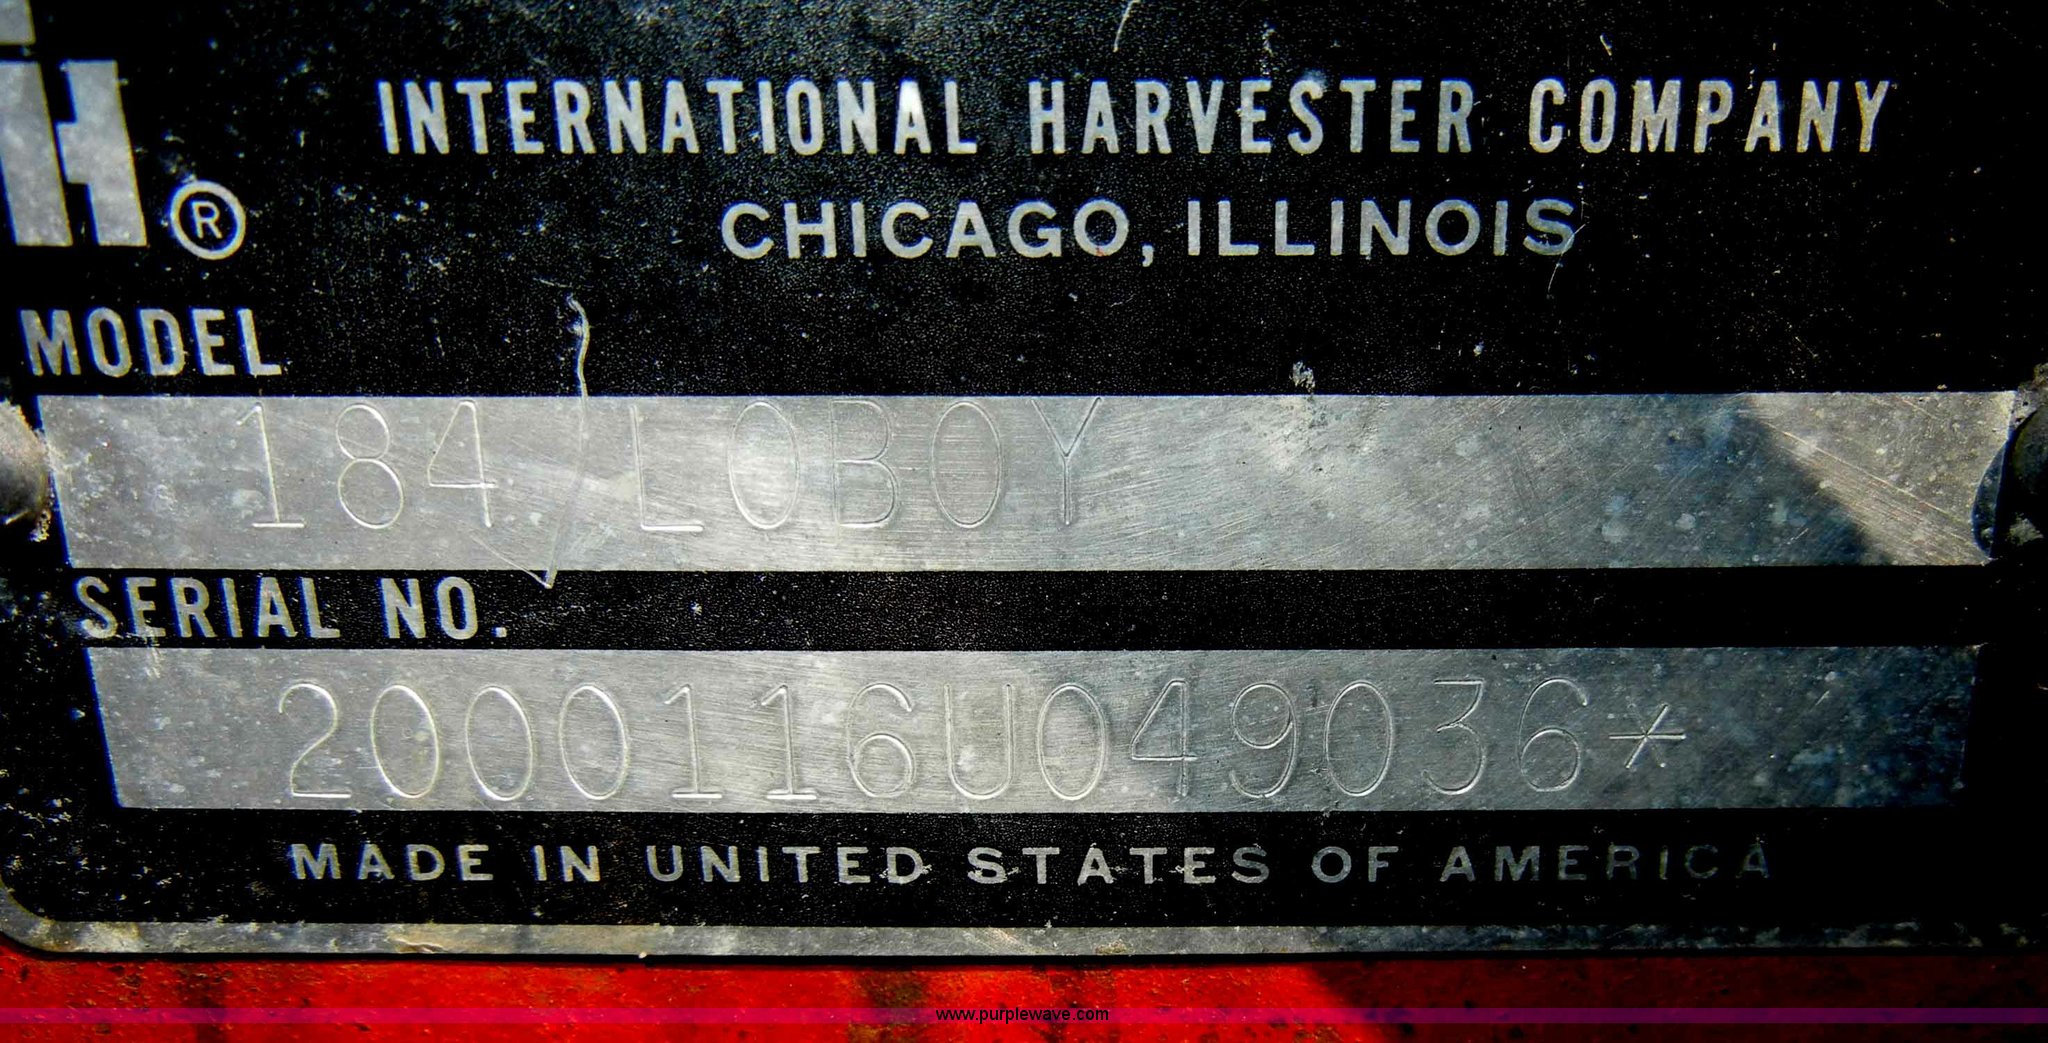 INTERNATIONAL HARVESTER COMPANY
IH ®
CHICAGO, ILLINOIS
MODEL
184 LOBOY
SERIAL NO.
2000116U049036*
MADE IN UNITED STATES OF AMERICA
www.purplewave.com